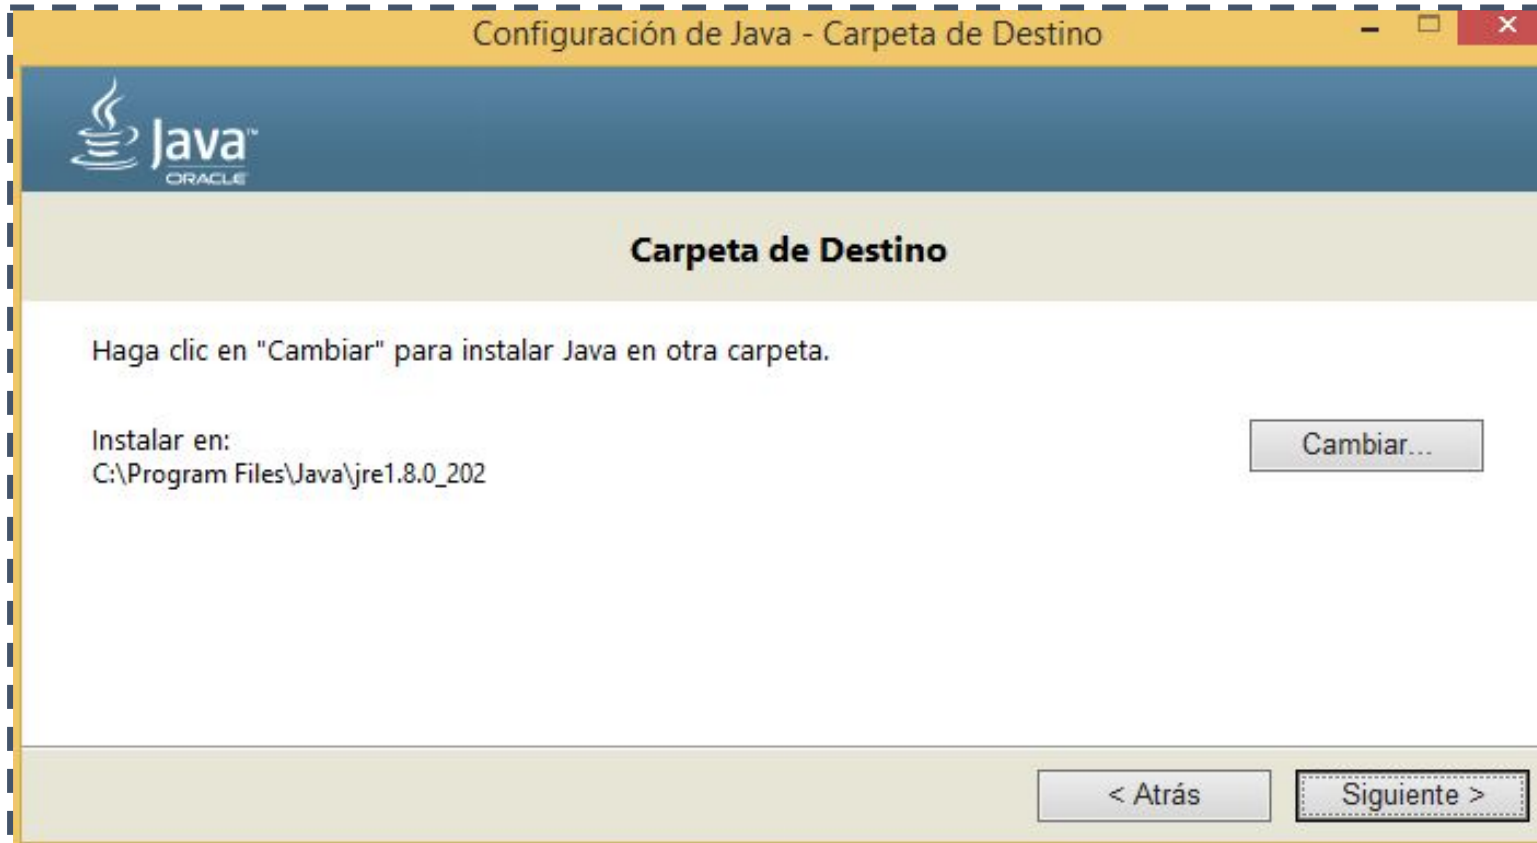 Configuración de Java - Carpeta de Destino
Java™
ORACLE
Carpeta de Destino
Haga clic en "Cambiar" para instalar Java en otra carpeta.
Instalar en:
Cambiar...
C:\Program Files\Java\jre1.8.0_202
< Atrás
Siguiente >